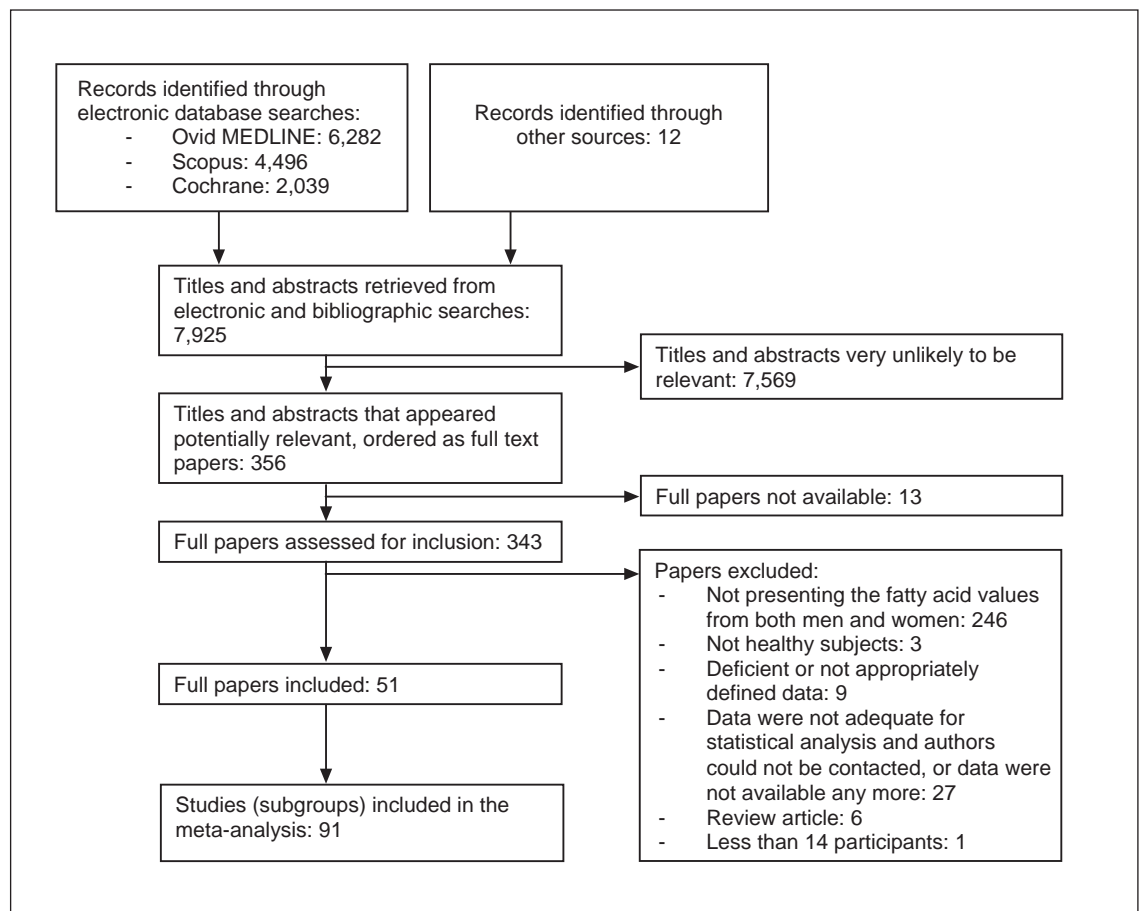 Records identified through
electronic database searches:
- Ovid MEDLINE: 6,282
- Scopus: 4,496
- Cochrane: 2,039
Records identified through
other sources: 12
Titles and abstracts retrieved from
electronic and bibliographic searches:
7,925
Titles and abstracts very unlikely to be
relevant: 7,569
Titles and abstracts that appeared
potentially relevant, ordered as full text
papers: 356
Full papers not available: 13
Full papers assessed for inclusion: 343
Papers excluded:
- Not presenting the fatty acid values
from both men and women: 246
- Not healthy subjects: 3
- Deficient or not appropriately
defined data: 9
- Data were not adequate for
statistical analysis and authors
could not be contacted, or data were
not available any more: 27
- Review article: 6
- Less than 14 participants: 1
Full papers included: 51
Studies (subgroups) included in the
meta-analysis: 91